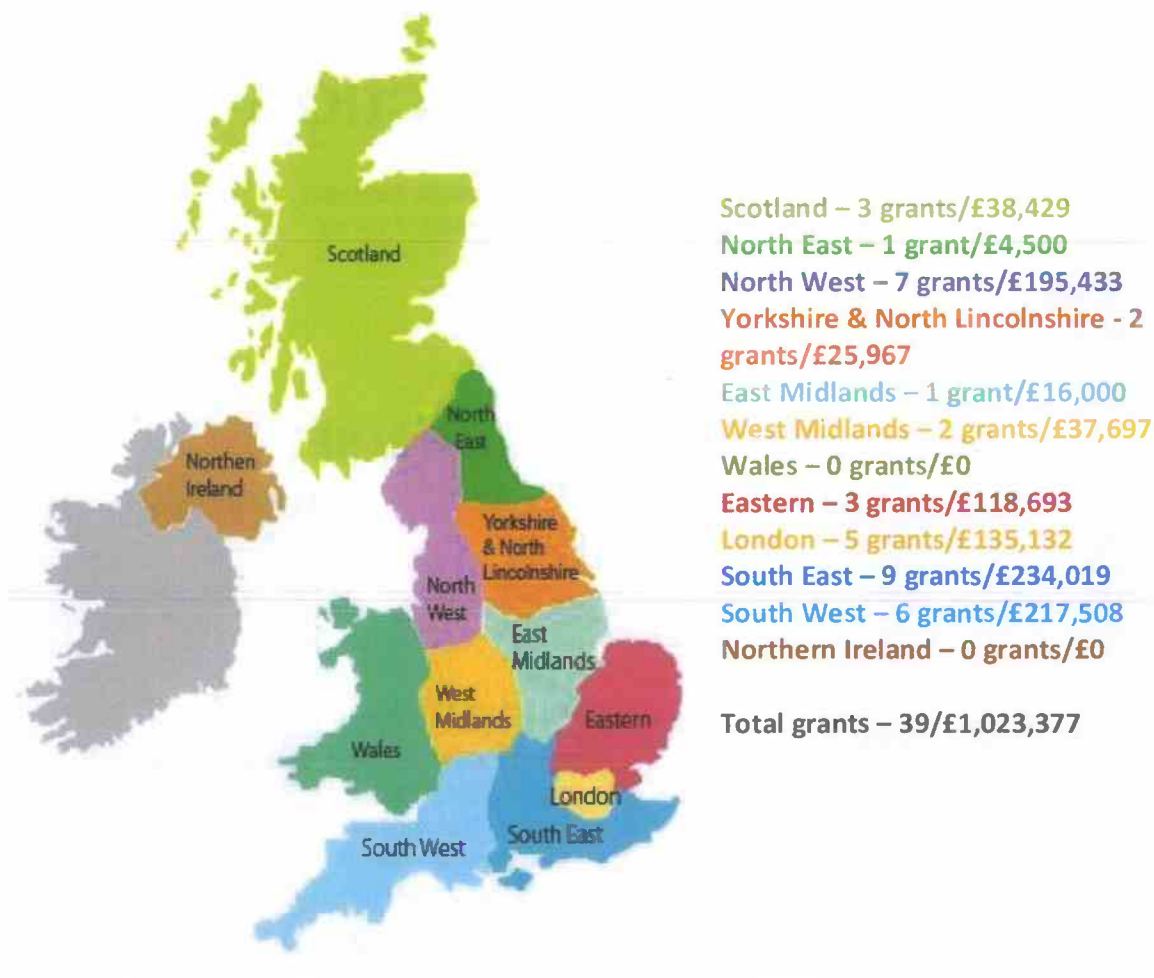 Scotland
North
East
Northen
Ireland
Yorkshire
& North
Lincolnshire
North
West
East
Midlands
West
Midlands
Eastern
Wales
London
South East
South West
Scotland – 3 grants/£38,429
North East – 1 grant/£4,500
North West – 7 grants/£195,433
Yorkshire & North Lincolnshire - 2
grants/£25,967
East Midlands – 1 grant/£16,000
West Midlands – 2 grants/£37,697
Wales – 0 grants/£0
Eastern – 3 grants/£118,693
London – 5 grants/£135,132
South East – 9 grants/£234,019
South West – 6 grants/£217,508
Northern Ireland – 0 grants/£0
Total grants – 39/£1,023,377